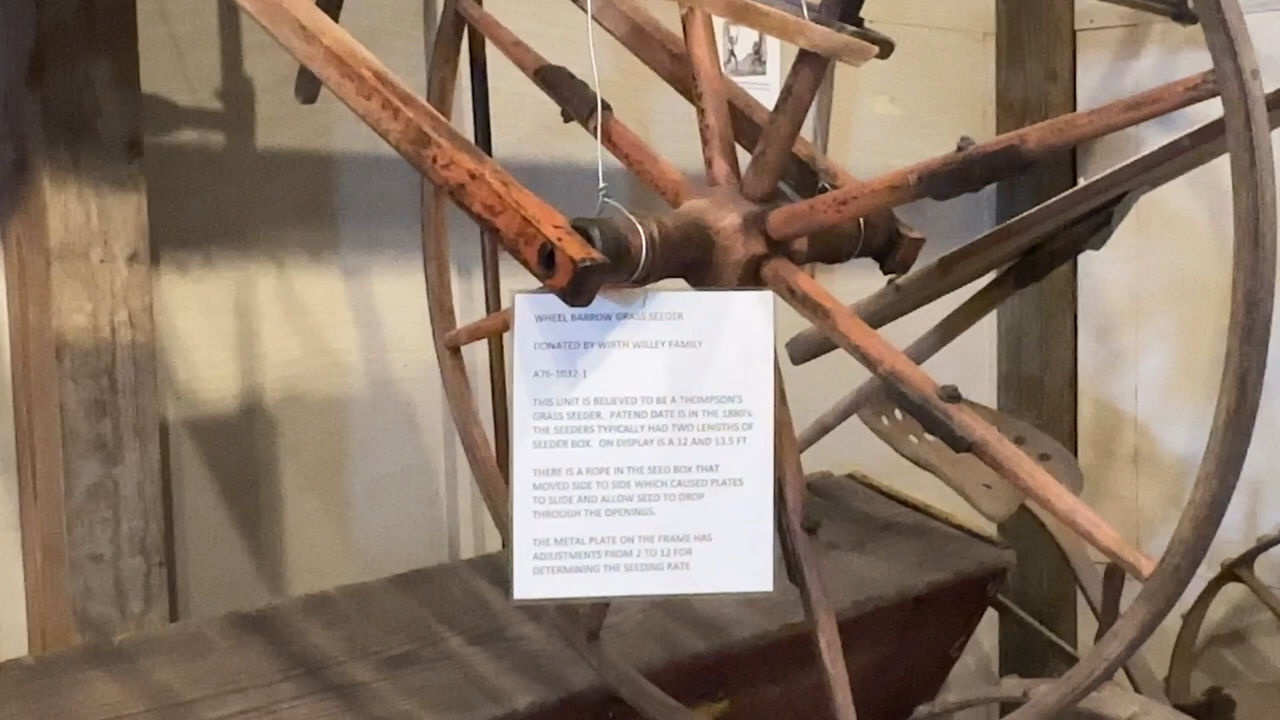 WHEEL BARROW GRASS SEEDER
DONATED BY WIRTH WILLEY FAMILY
A76-1032-1
THIS UNIT IS BELIEVED TO BE A THOMPSON'S
GRASS SEEDER. PATEND DATE IS IN THE 1880's.
THE SEEDERS TYPICALLY HAD TWO LENGTHS OF
SEEDER BOX. ON DISPLAY IS A 12 AND 13.5 FT.
THERE IS A ROPE IN THE SEED BOX THAT
MOVED SIDE TO SIDE WHICH CAUSED PLATES
TO SLIDE AND ALLOW SEED TO DROP
THROUGH THE OPENINGS.
THE METAL PLATE ON THE FRAME HAS
ADJUSTMENTS FROM 2 TO 12 FOR
DETERMINING THE SEEDING RATE